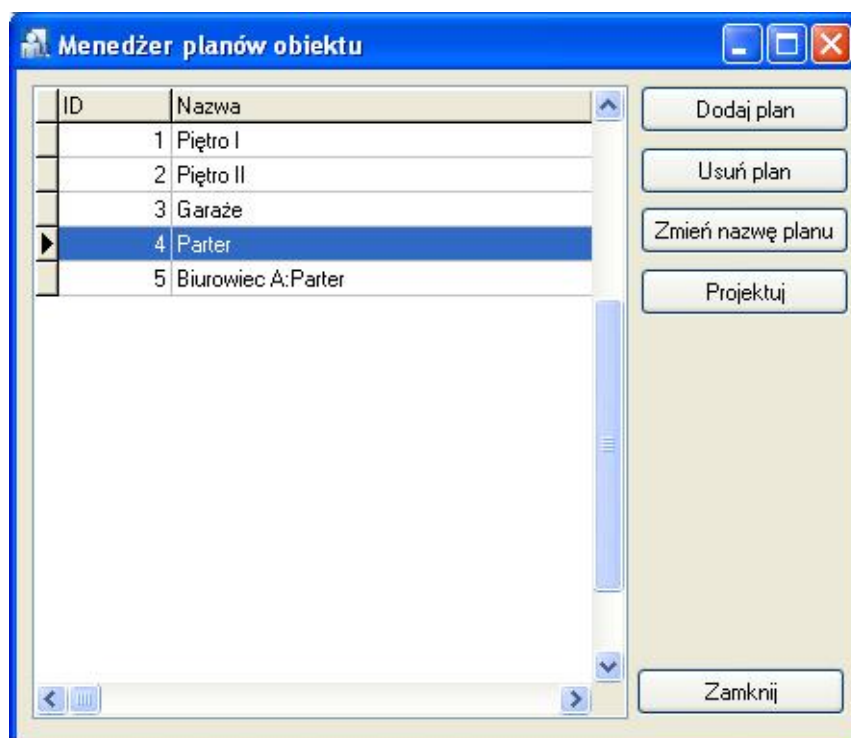 Menedżer planów obiektu
ID Nazwa
1 Piętro I
2 Piętro II
3 Garaże
4 Parter
5 Biurowiec A:Parter
Dodaj plan
Usuń plan
Zmień nazwę planu
Projektuj
Zamknij